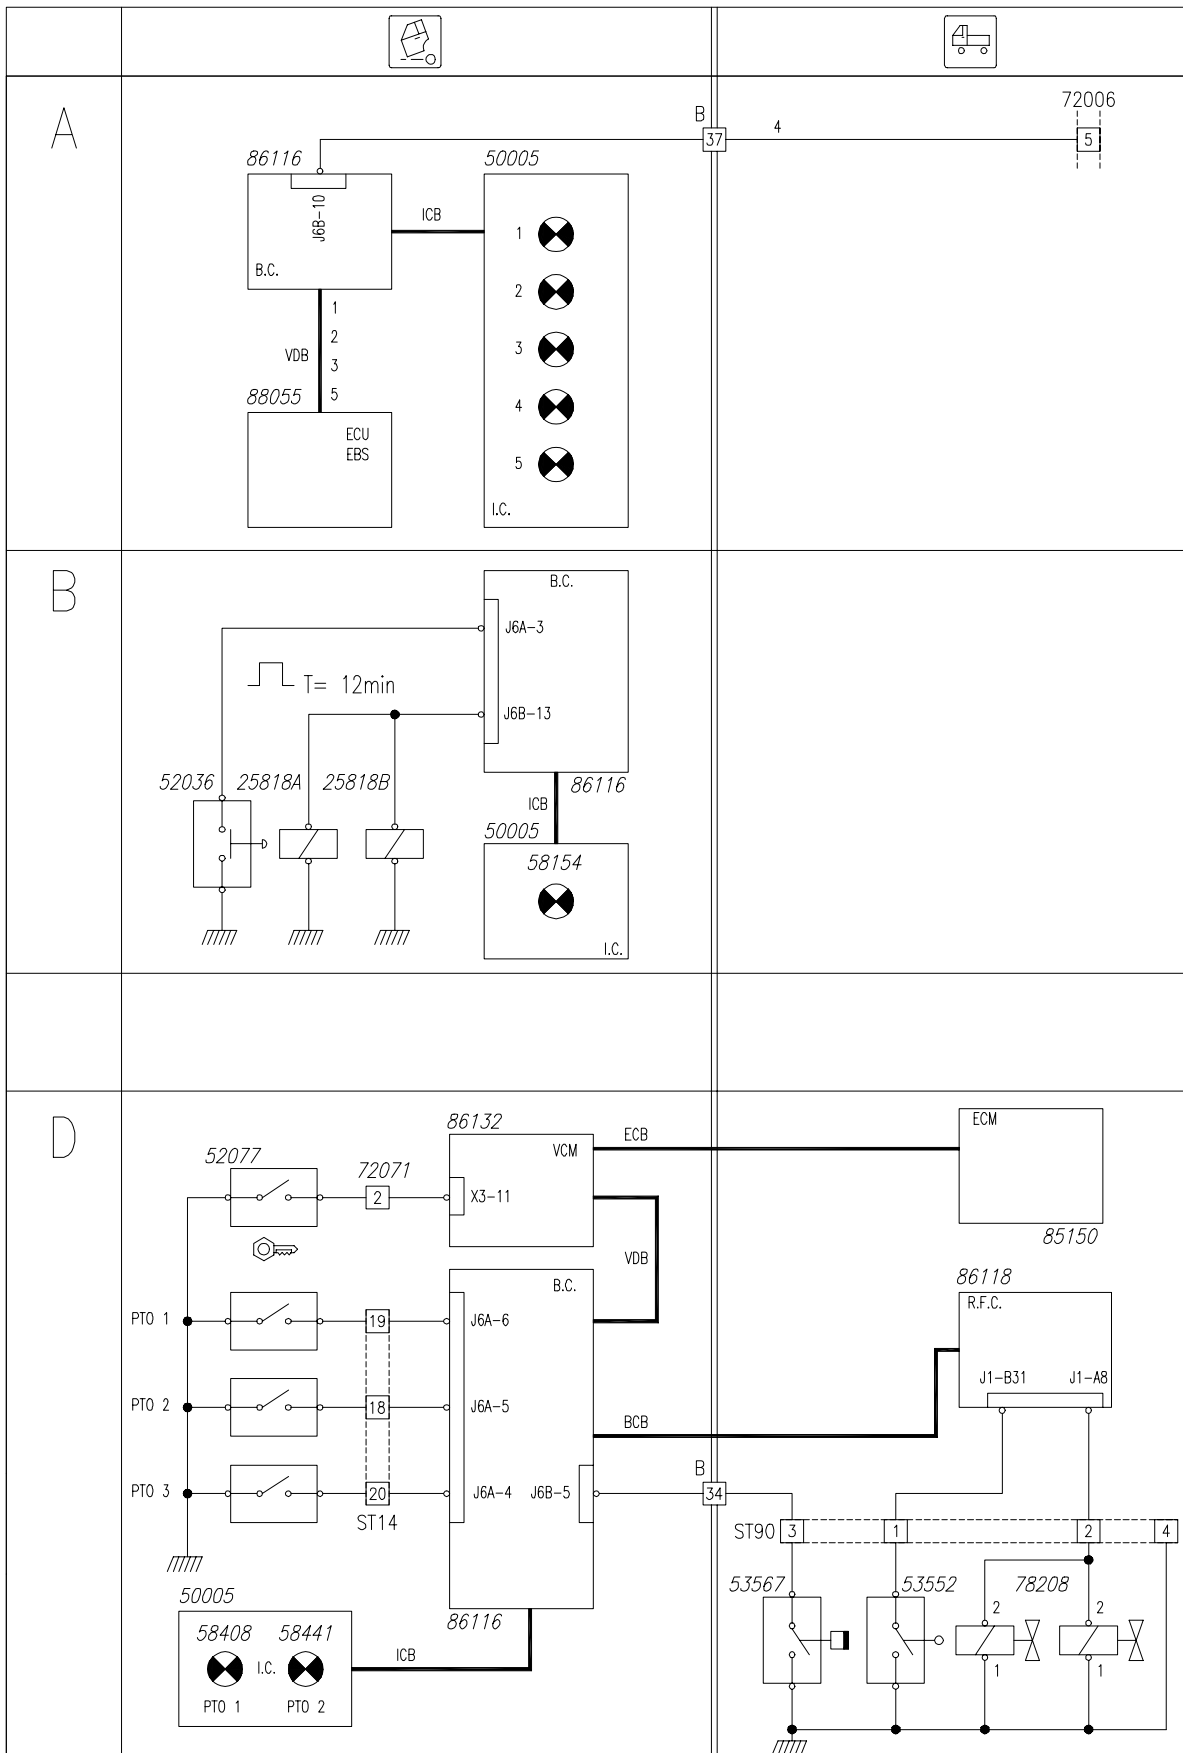 A
B
37
4
72006
5
86116
50005
J6B-10
B.C.
ICB
1
2
3
4
5
I.C.
VDB
1
2
3
5
88055
ECU
EBS
B
B.C.
J6A-3
T= 12min
J6B-13
52036
25818A
25818B
86116
ICB
50005
58154
I.C.
D
86132
VCM
ECB
ECM
85150
52077
72071
2
X3-11
VDB
B.C.
86118
R.F.C.
J1-B31
J1-A8
PTO 1
19
J6A-6
PTO 2
18
J6A-5
BCB
PTO 3
20
J6A-4
J6B-5
B
34
ST14
ST90
3
1
2
4
50005
86116
53567
53552
78208
58408
58441
I.C.
ICB
PTO 1
PTO 2
2
2
1
1